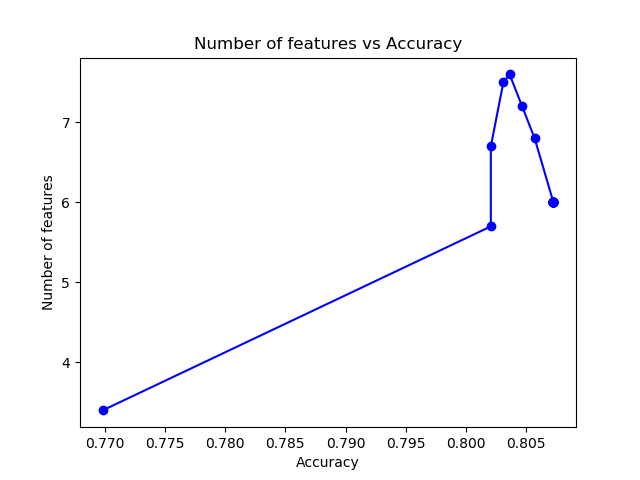 Number of features vs Accuracy
7
6
5
4
Number of features
0.770 0.775 0.780 0.785 0.790 0.795 0.800 0.805
Accuracy